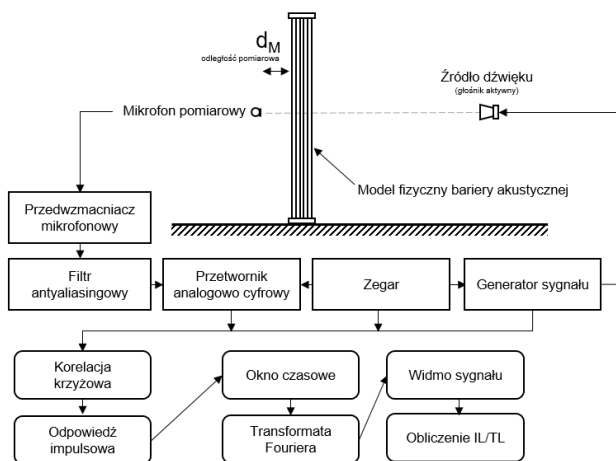 d_M
odległość pomiarowa
Źródło dźwięku
(głośnik aktywny)
Mikrofon pomiarowy
Model fizyczny bariery akustycznej
Przedwzmacniacz
mikrofonowy
Filtr
antyaliasingowy
Przetwornik
analogowo cyfrowy
Zegar
Generator sygnału
Korelacja
krzyżowa
Okno czasowe
Widmo sygnału
Odpowiedź
impulsowa
Transformata
Fouriera
Obliczenie IL/TL